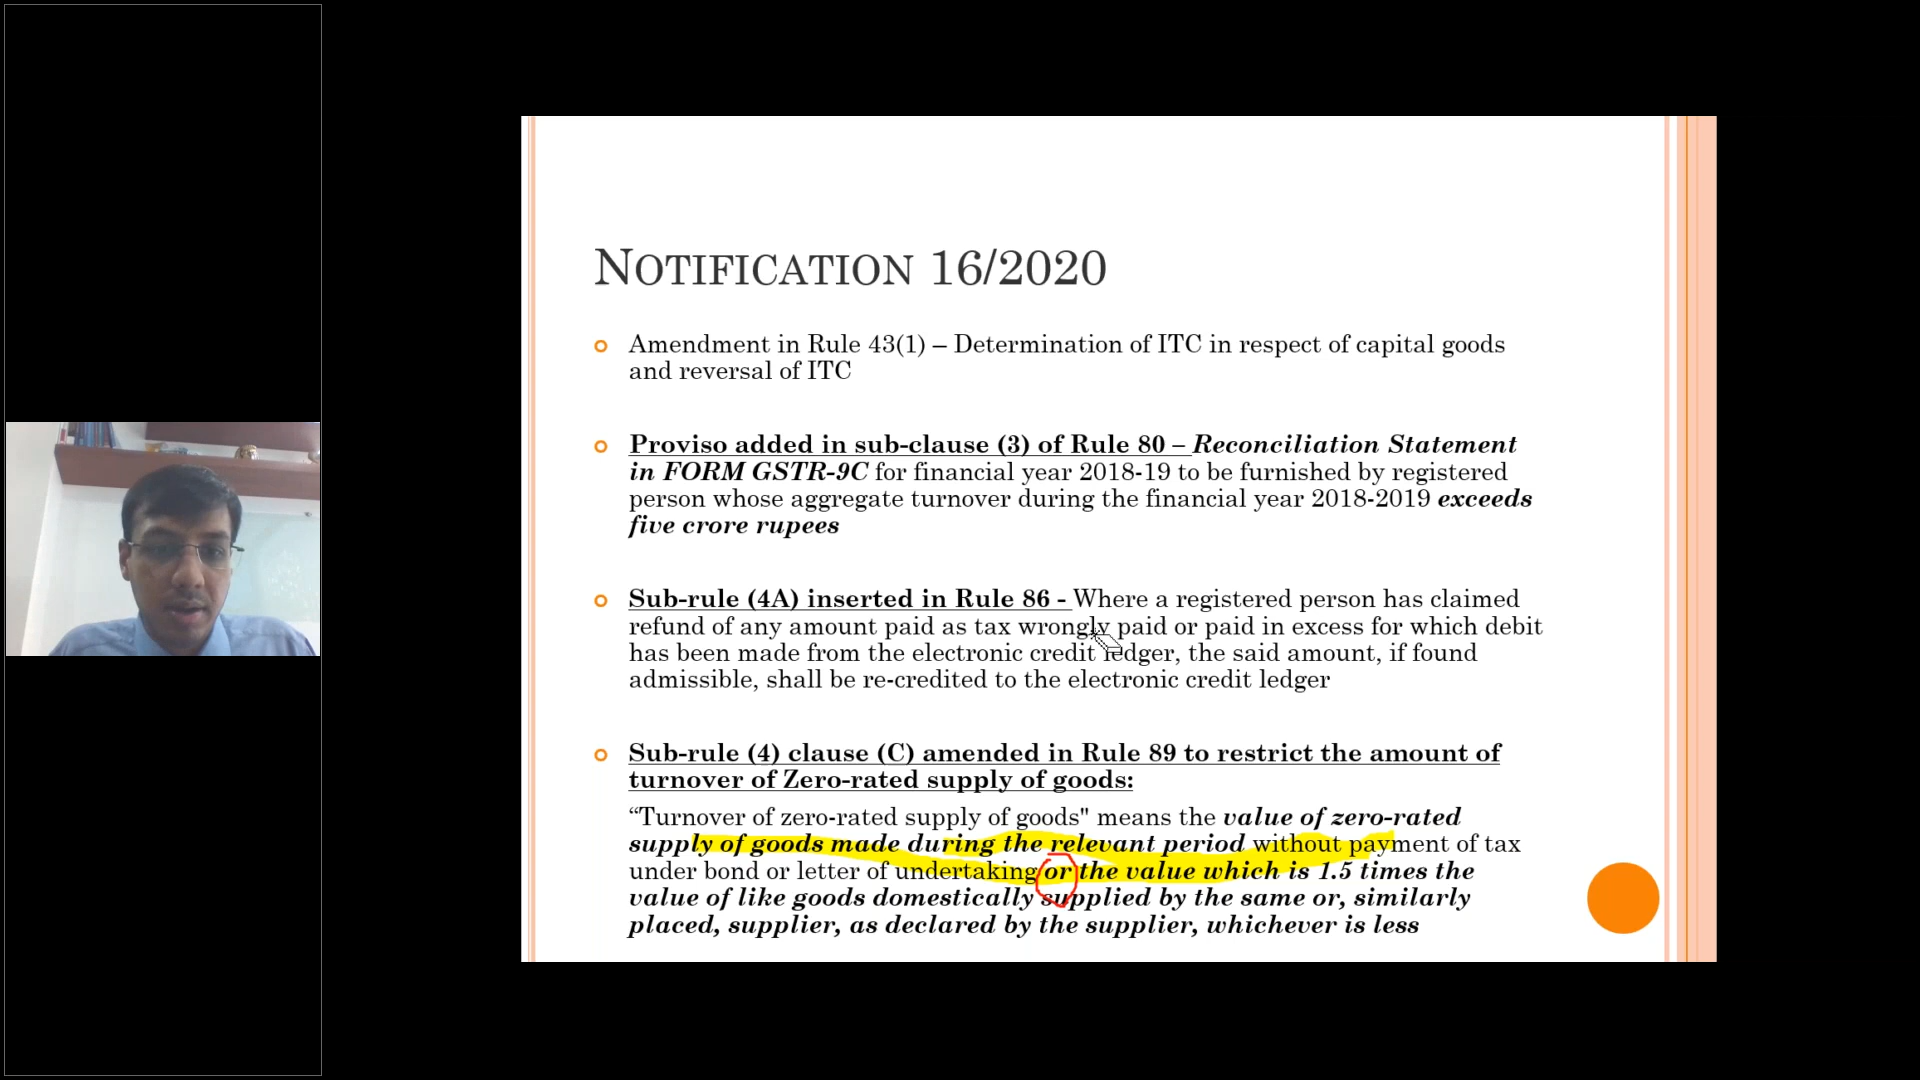 NOTIFICATION 16/2020
Amendment in Rule 43(1) – Determination of ITC in respect of capital goods
and reversal of ITC
Proviso added in sub-clause (3) of Rule 80 – Reconciliation Statement
in FORM GSTR-9C for financial year 2018-19 to be furnished by registered
person whose aggregate turnover during the financial year 2018-2019 exceeds
five crore rupees
Sub-rule (4A) inserted in Rule 86 - Where a registered person has claimed
refund of any amount paid as tax wrongly paid or paid in excess for which debit
has been made from the electronic credit ledger, the said amount, if found
admissible, shall be re-credited to the electronic credit ledger
Sub-rule (4) clause (C) amended in Rule 89 to restrict the amount of
turnover of Zero-rated supply of goods:
“Turnover of zero-rated supply of goods" means the value of zero-rated
supply of goods made during the relevant period without payment of tax
under bond or letter of undertaking or the value which is 1.5 times the
value of like goods domestically supplied by the same or, similarly
placed, supplier, as declared by the supplier, whichever is less